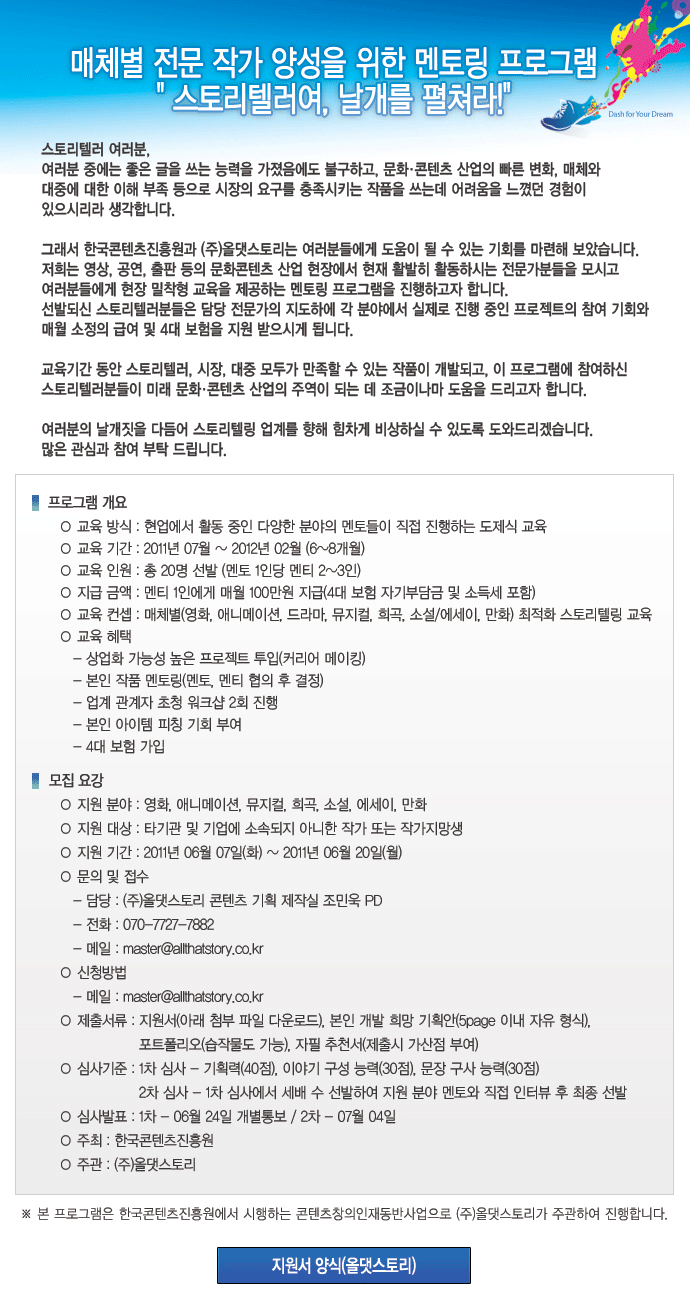 매체별 전문 작가 양성을 위한 멘토링 프로그램
" 스토리텔러여, 날개를 펼쳐라!"
Dash for Your Dream
스토리텔러 여러분,
여러분 중에는 좋은 글을 쓰는 능력을 가졌음에도 불구하고, 문화·콘텐츠 산업의 빠른 변화, 매체와
대중에 대한 이해 부족 등으로 시장의 요구를 충족시키는 작품을 쓰는데 어려움을 느꼈던 경험이
있으시리라 생각합니다.
그래서 한국콘텐츠진흥원과 (주)올댓스토리는 여러분들에게 도움이 될 수 있는 기회를 마련해 보았습니다.
저희는 영상, 공연, 출판 등의 문화콘텐츠 산업 현장에서 현재 활발히 활동하시는 전문가분들을 모시고
여러분들에게 현장 밀착형 교육을 제공하는 멘토링 프로그램을 진행하고자 합니다.
선발되신 스토리텔러분들은 담당 전문가의 지도하에 각 분야에서 실제로 진행 중인 프로젝트의 참여 기회와
매월 소정의 급여 및 4대 보험을 지원 받으시게 됩니다.
교육기간 동안 스토리텔러, 시장, 대중 모두가 만족할 수 있는 작품이 개발되고, 이 프로그램에 참여하신
스토리텔러분들이 미래 문화·콘텐츠 산업의 주역이 되는 데 조금이나마 도움을 드리고자 합니다.
여러분의 날개짓을 다듬어 스토리텔링 업계를 향해 힘차게 비상하실 수 있도록 도와드리겠습니다.
많은 관심과 참여 부탁 드립니다.
프로그램 개요
O 교육 방식 : 현업에서 활동 중인 다양한 분야의 멘토들이 직접 진행하는 도제식 교육
O 교육 기간 : 2011년 07월 ~ 2012년 02월 (6~8개월)
O 교육 인원 : 총 20명 선발 (멘토 1인당 멘티 2~3인)
O 지급 금액 : 멘티 1인에게 매월 100만원 지급(4대 보험 자기부담금 및 소득세 포함)
O 교육 컨셉 : 매체별(영화, 애니메이션, 드라마, 뮤지컬, 희곡, 소설/에세이, 만화) 최적화 스토리텔링 교육
O 교육 혜택
- 상업화 가능성 높은 프로젝트 투입(커리어 메이킹)
- 본인 작품 멘토링(멘토, 멘티 협의 후 결정)
- 업계 관계자 초청 워크샵 2회 진행
- 본인 아이템 피칭 기회 부여
- 4대 보험 가입
모집 요강
O 지원 분야 : 영화, 애니메이션, 뮤지컬, 희곡, 소설, 에세이, 만화
O 지원 대상 : 타기관 및 기업에 소속되지 아니한 작가 또는 작가지망생
O 지원 기간 : 2011년 06월 07일(화) ~ 2011년 06월 20일(월)
O 문의 및 접수
- 담당 : (주)올댓스토리 콘텐츠 기획 제작실 조민욱 PD
- 전화 : 070-7727-7882
- 메일 : master@allthatstory.co.kr
O 신청방법
- 메일 : master@allthatstory.co.kr
O 제출서류 : 지원서(아래 첨부 파일 다운로드), 본인 개발 희망 기획안(5page 이내 자유 형식),
포트폴리오(습작물도 가능), 자필 추천서(제출시 가산점 부여)
O 심사기준 : 1차 심사 - 기획력(40점), 이야기 구성 능력(30점), 문장 구사 능력(30점)
2차 심사 - 1차 심사에서 세배 수 선발하여 지원 분야 멘토와 직접 인터뷰 후 최종 선발
O 심사발표 : 1차 - 06월 24일 개별통보 / 2차 - 07월 04일
O 주최 : 한국콘텐츠진흥원
O 주관 : (주)올댓스토리
※ 본 프로그램은 한국콘텐츠진흥원에서 시행하는 콘텐츠창의인재동반사업으로 (주)올댓스토리가 주관하여 진행합니다.
지원서 양식(올댓스토리)